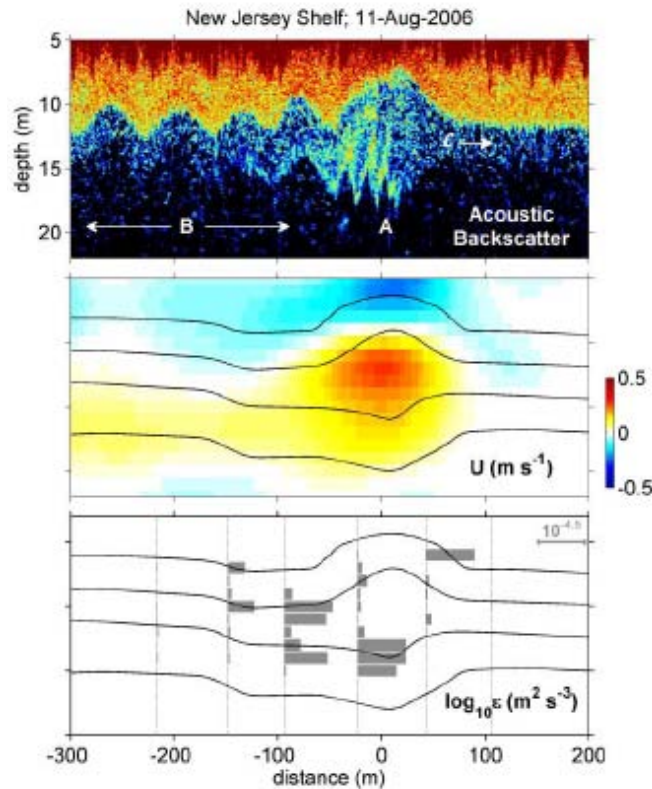 New Jersey Shelf; 11-Aug-2006
5
10
15
20
depth (m)
c
B
A
Acoustic
Backscatter
0.5
0
-0.5
U (m s⁻¹)
10⁻⁴·⁵
log₁₀ε (m² s⁻³)
-300 -200 -100 0 100 200
distance (m)